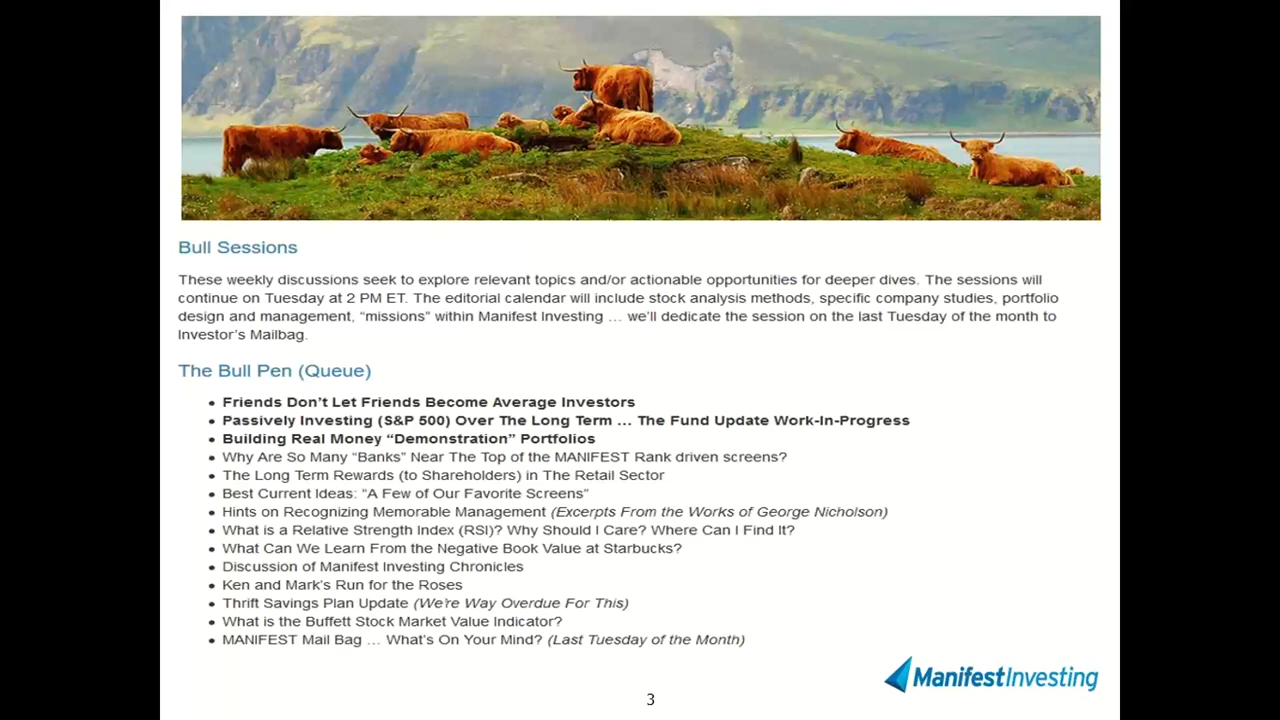 Bull Sessions
These weekly discussions seek to explore relevant topics and/or actionable opportunities for deeper dives. The sessions will
continue on Tuesday at 2 PM ET. The editorial calendar will include stock analysis methods, specific company studies, portfolio
design and management, “missions” within Manifest Investing … we’ll dedicate the session on the last Tuesday of the month to
Investor’s Mailbag.
The Bull Pen (Queue)
• Friends Don’t Let Friends Become Average Investors
• Passively Investing (S&P 500) Over The Long Term … The Fund Update Work-In-Progress
• Building Real Money “Demonstration” Portfolios
• Why Are So Many “Banks” Near The Top of the MANIFEST Rank driven screens?
• The Long Term Rewards (to Shareholders) in The Retail Sector
• Best Current Ideas: “A Few of Our Favorite Screens”
• Hints on Recognizing Memorable Management (Excerpts From the Works of George Nicholson)
• What is a Relative Strength Index (RSI)? Why Should I Care? Where Can I Find It?
• What Can We Learn From the Negative Book Value at Starbucks?
• Discussion of Manifest Investing Chronicles
• Ken and Mark’s Run for the Roses
• Thrift Savings Plan Update (We’re Way Overdue For This)
• What is the Buffett Stock Market Value Indicator?
• MANIFEST Mail Bag … What’s On Your Mind? (Last Tuesday of the Month)
ManifestInvesting
3